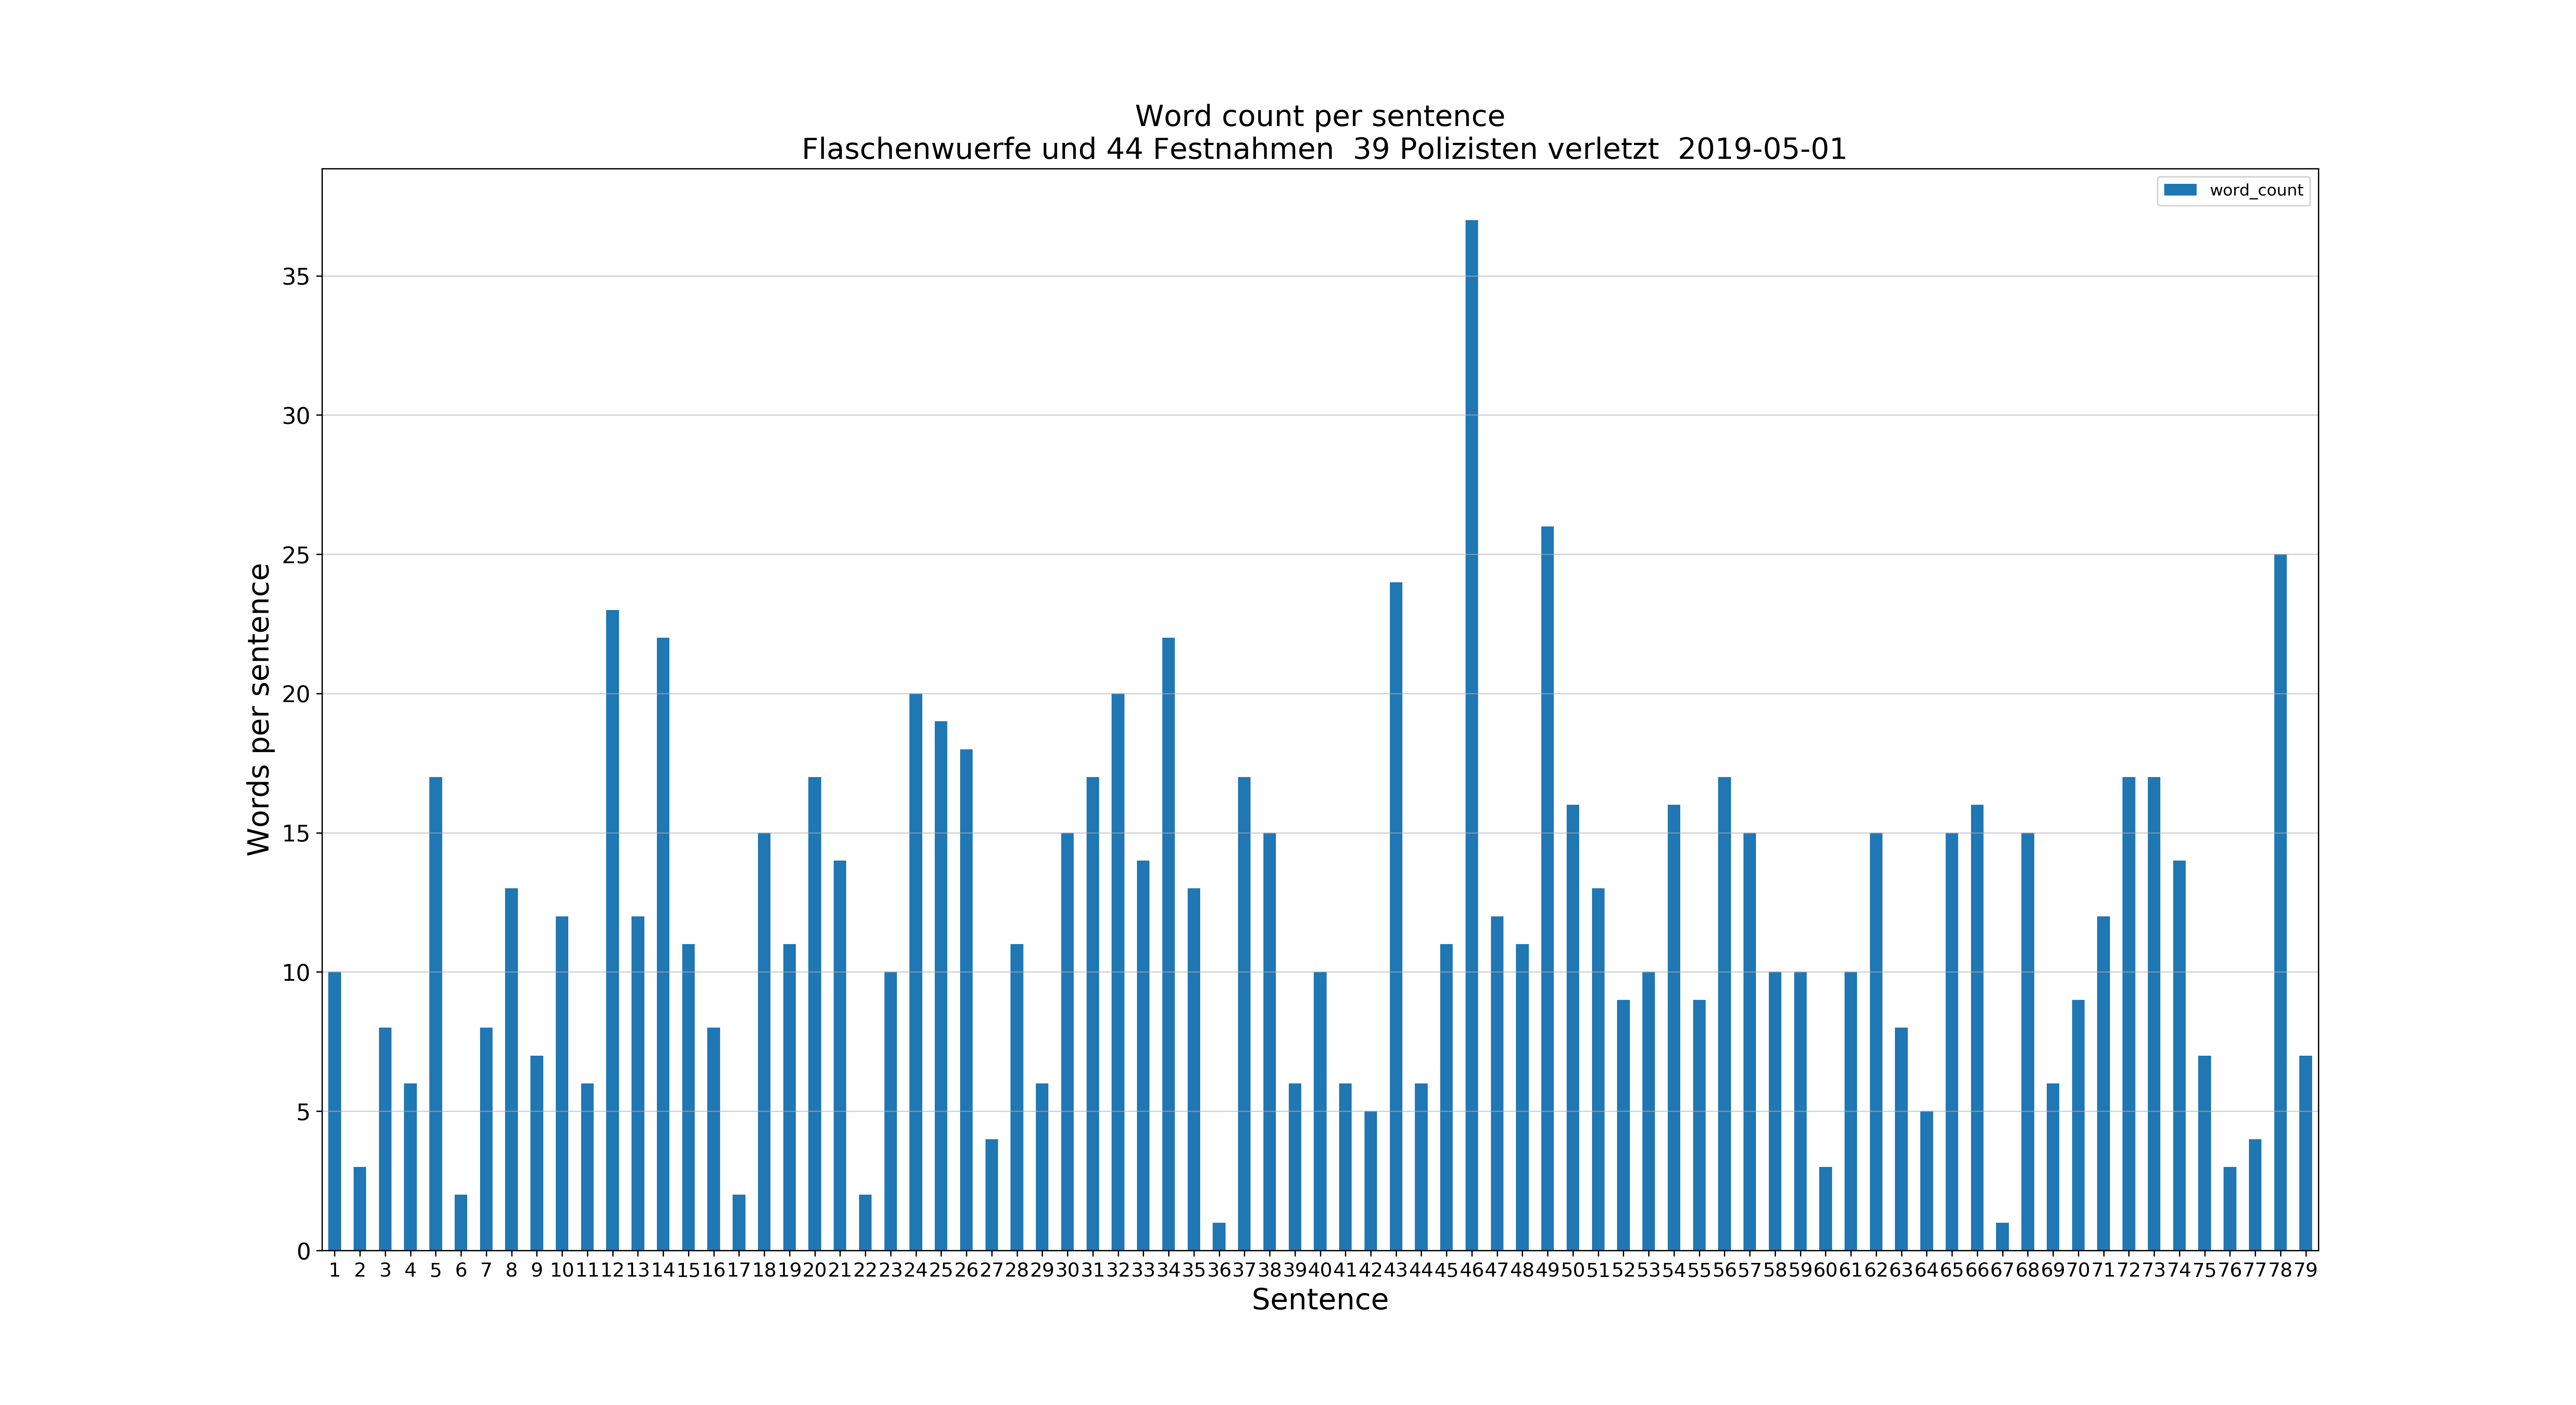 Word count per sentence
Flaschenwuerfe und 44 Festnahmen  39 Polizisten verletzt  2019-05-01
word_count
35
30
25
20
15
10
5
0
Words per sentence
1 2 3 4 5 6 7 8 9 10 11 12 13 14 15 16 17 18 19 20 21 22 23 24 25 26 27 28 29 30 31 32 33 34 35 36 37 38 39 40 41 42 43 44 45 46 47 48 49 50 51 52 53 54 55 56 57 58 59 60 61 62 63 64 65 66 67 68 69 70 71 72 73 74 75 76 77 78 79
Sentence